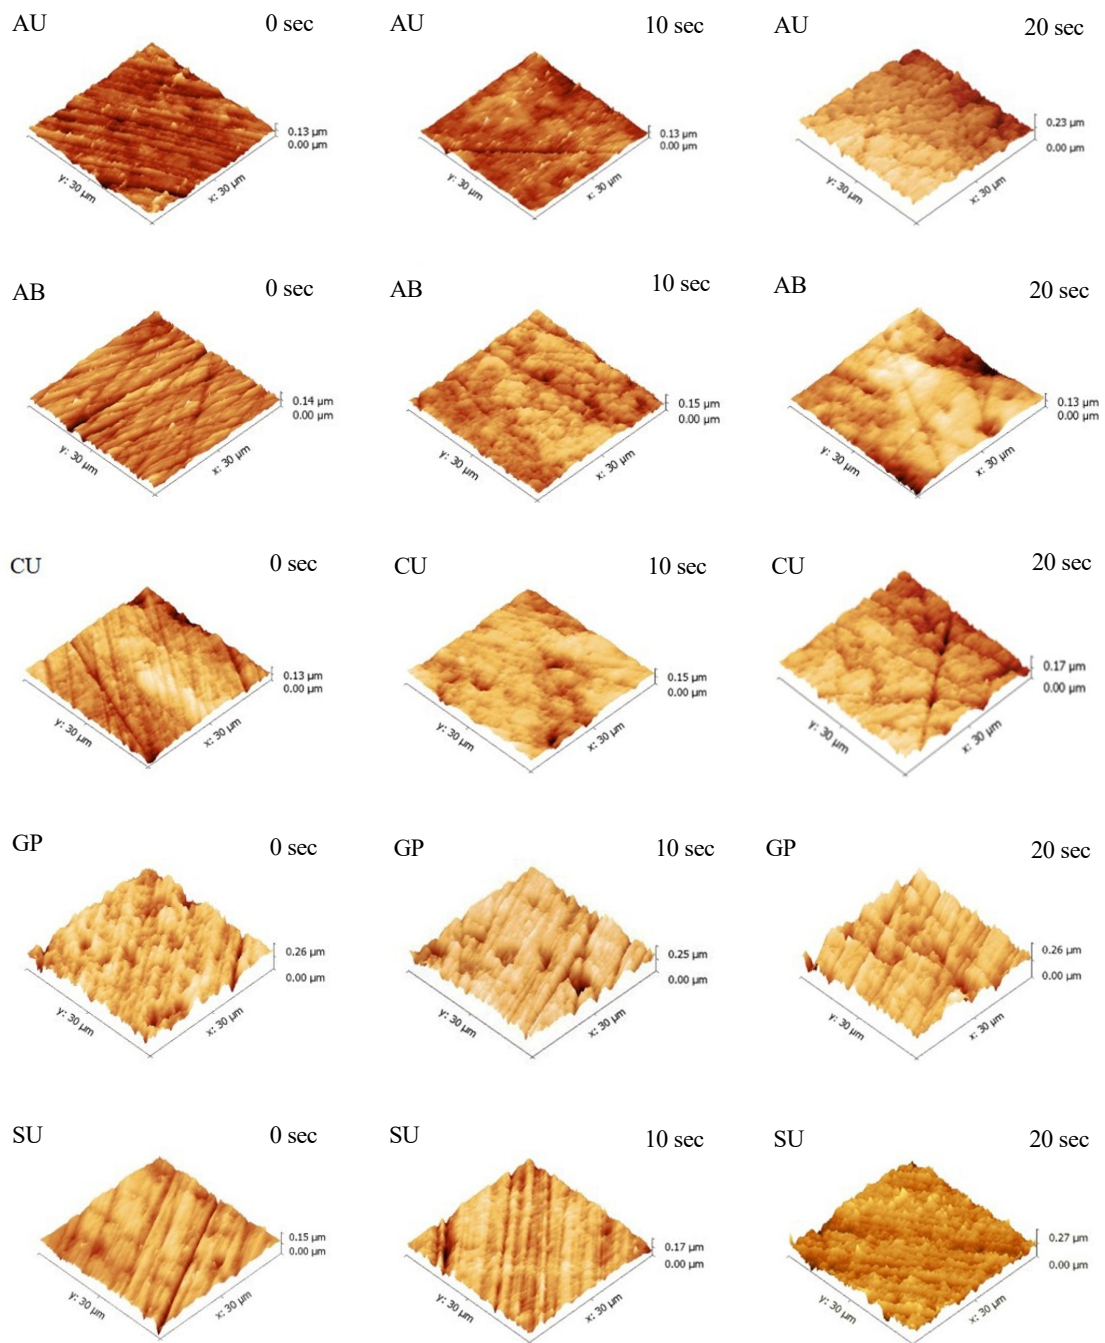 AU 0 sec AU 10 sec AU 20 sec
0.13 µm 0.13 µm 0.23 µm
0.00 µm 0.00 µm 0.00 µm
y: 30 µm x: 30 µm y: 30 µm x: 30 µm y: 30 µm x: 30 µm
AB 0 sec AB 10 sec AB 20 sec
0.14 µm 0.15 µm 0.13 µm
0.00 µm 0.00 µm 0.00 µm
y: 30 µm x: 30 µm y: 30 µm x: 30 µm y: 30 µm x: 30 µm
CU 0 sec CU 10 sec CU 20 sec
0.13 µm 0.15 µm 0.17 µm
0.00 µm 0.00 µm 0.00 µm
y: 30 µm x: 30 µm y: 30 µm x: 30 µm y: 30 µm x: 30 µm
GP 0 sec GP 10 sec GP 20 sec
0.26 µm 0.25 µm 0.26 µm
0.00 µm 0.00 µm 0.00 µm
y: 30 µm x: 30 µm y: 30 µm x: 30 µm y: 30 µm x: 30 µm
SU 0 sec SU 10 sec SU 20 sec
0.15 µm 0.17 µm 0.27 µm
0.00 µm 0.00 µm 0.00 µm
y: 30 µm x: 30 µm y: 30 µm x: 30 µm y: 30 µm x: 30 µm